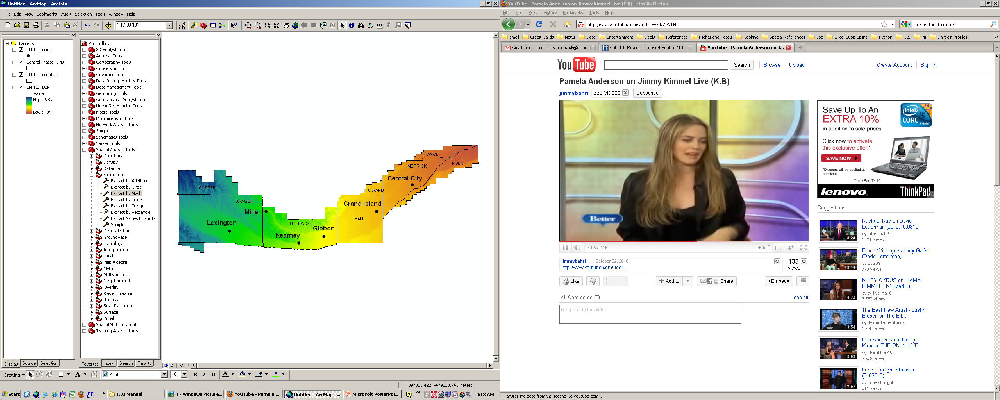 Untitled - ArcMap - ArcInfo
File Edit View Bookmarks Insert Selection Tools Window Help
1:1,183,131
Layers
CNPRD_cities
Central_Platte_NRD
CNPRD_counties
CNPRD_DEM
Value
High : 939
Low : 439
Display Source Selection
ArcToolbox
3D Analyst Tools
Analysis Tools
Cartography Tools
Conversion Tools
Coverage Tools
Data Interoperability Tools
Data Management Tools
Geocoding Tools
Geostatistical Analyst Tools
Linear Referencing Tools
Mobile Tools
Multidimension Tools
Network Analyst Tools
Samples
Schematics Tools
Server Tools
Spatial Analyst Tools
Conditional
Density
Distance
Extraction
Extract by Attributes
Extract by Circle
Extract by Mask
Extract by Points
Extract by Polygon
Extract by Rectangle
Extract Values to Points
Sample
Generalization
Groundwater
Hydrology
Interpolation
Local
Map Algebra
Math
Multivariate
Neighborhood
Overlay
Raster Creation
Reclass
Solar Radiation
Surface
Zonal
Spatial Statistics Tools
Tracking Analyst Tools
Favorites Index Search Results
NANCE
POLK
MERRICK
Central City
CUSTER
HOWARD
DAWSON
Grand Island
Miller
HALL
Lexington
BUFFALO
Gibbon
Kearney
Drawing A Arial 10 B I U A
397051.422 4479123.741 Meters
Start ET » FAO Manual 4 - Windows Picture... YouTube - Pamela ... Untitled - ArcMap - ... Microsoft PowerPoi... 4:13 AM
YouTube - Pamela Anderson on Jimmy Kimmel Live (K.B) - Mozilla Firefox
File Edit View History Bookmarks Tools Help
http://www.youtube.com/watch?v=jCksNVaLH_s convert feet to meter
email Credit Cards News Data Entertainment Deals References Flights and Hotels Cooking Special References Job Excel Cubic Spline Python GIS MI Linkedin Profiles »
Gmail - (no subject) - ranade.p.k@gmai... CalculateMe.com - Convert Feet to Met... YouTube - Pamela Anderson on J...
YouTube Search Browse Upload Create Account Sign In
Pamela Anderson on Jimmy Kimmel Live (K.B)
jimmybahri 330 videos Subscribe
Better
4:05 / 7:26 360p
jimmybahri | October 22, 2010
http://www.youtube.com/user...
133
views
Like Add to Share <Embed>
All Comments (0) see all
Respond to this video...
Save Up To An
EXTRA 10%
in addition to sale prices
intel
CORE i5
inside
Click now to activate
this exclusive offer.*
SAVE NOW
*Discount will be applied at
checkout.
ThinkPad T410
lenovo ThinkPad
Suggestions
Rachael Ray on David
Letterman (2010.10.08) 2
by Informa2020
1,256 views
8:28
Bruce Willis goes Lady GaGa
(David Letterman)
by Bytii89
770 views
3:11
MILEY CYRUS on JIMMY
KIMMEL LIVE(part 1)
by aditiverma10
3,767 views
4:32
The Best New Artist - Justin
Bieber! on The Ell...
by JBiebsTrueBelieber
1,739 views
3:54
Erin Andrews on Jimmy
Kimmel THE ONLY LIVE
by MrAabbcc98
3,523 views
3:08
Lopez Tonight Standup
(3182010)
by LopezTonight
311 views
7:02
Transferring data from v2.lscache4.c.youtube.com...